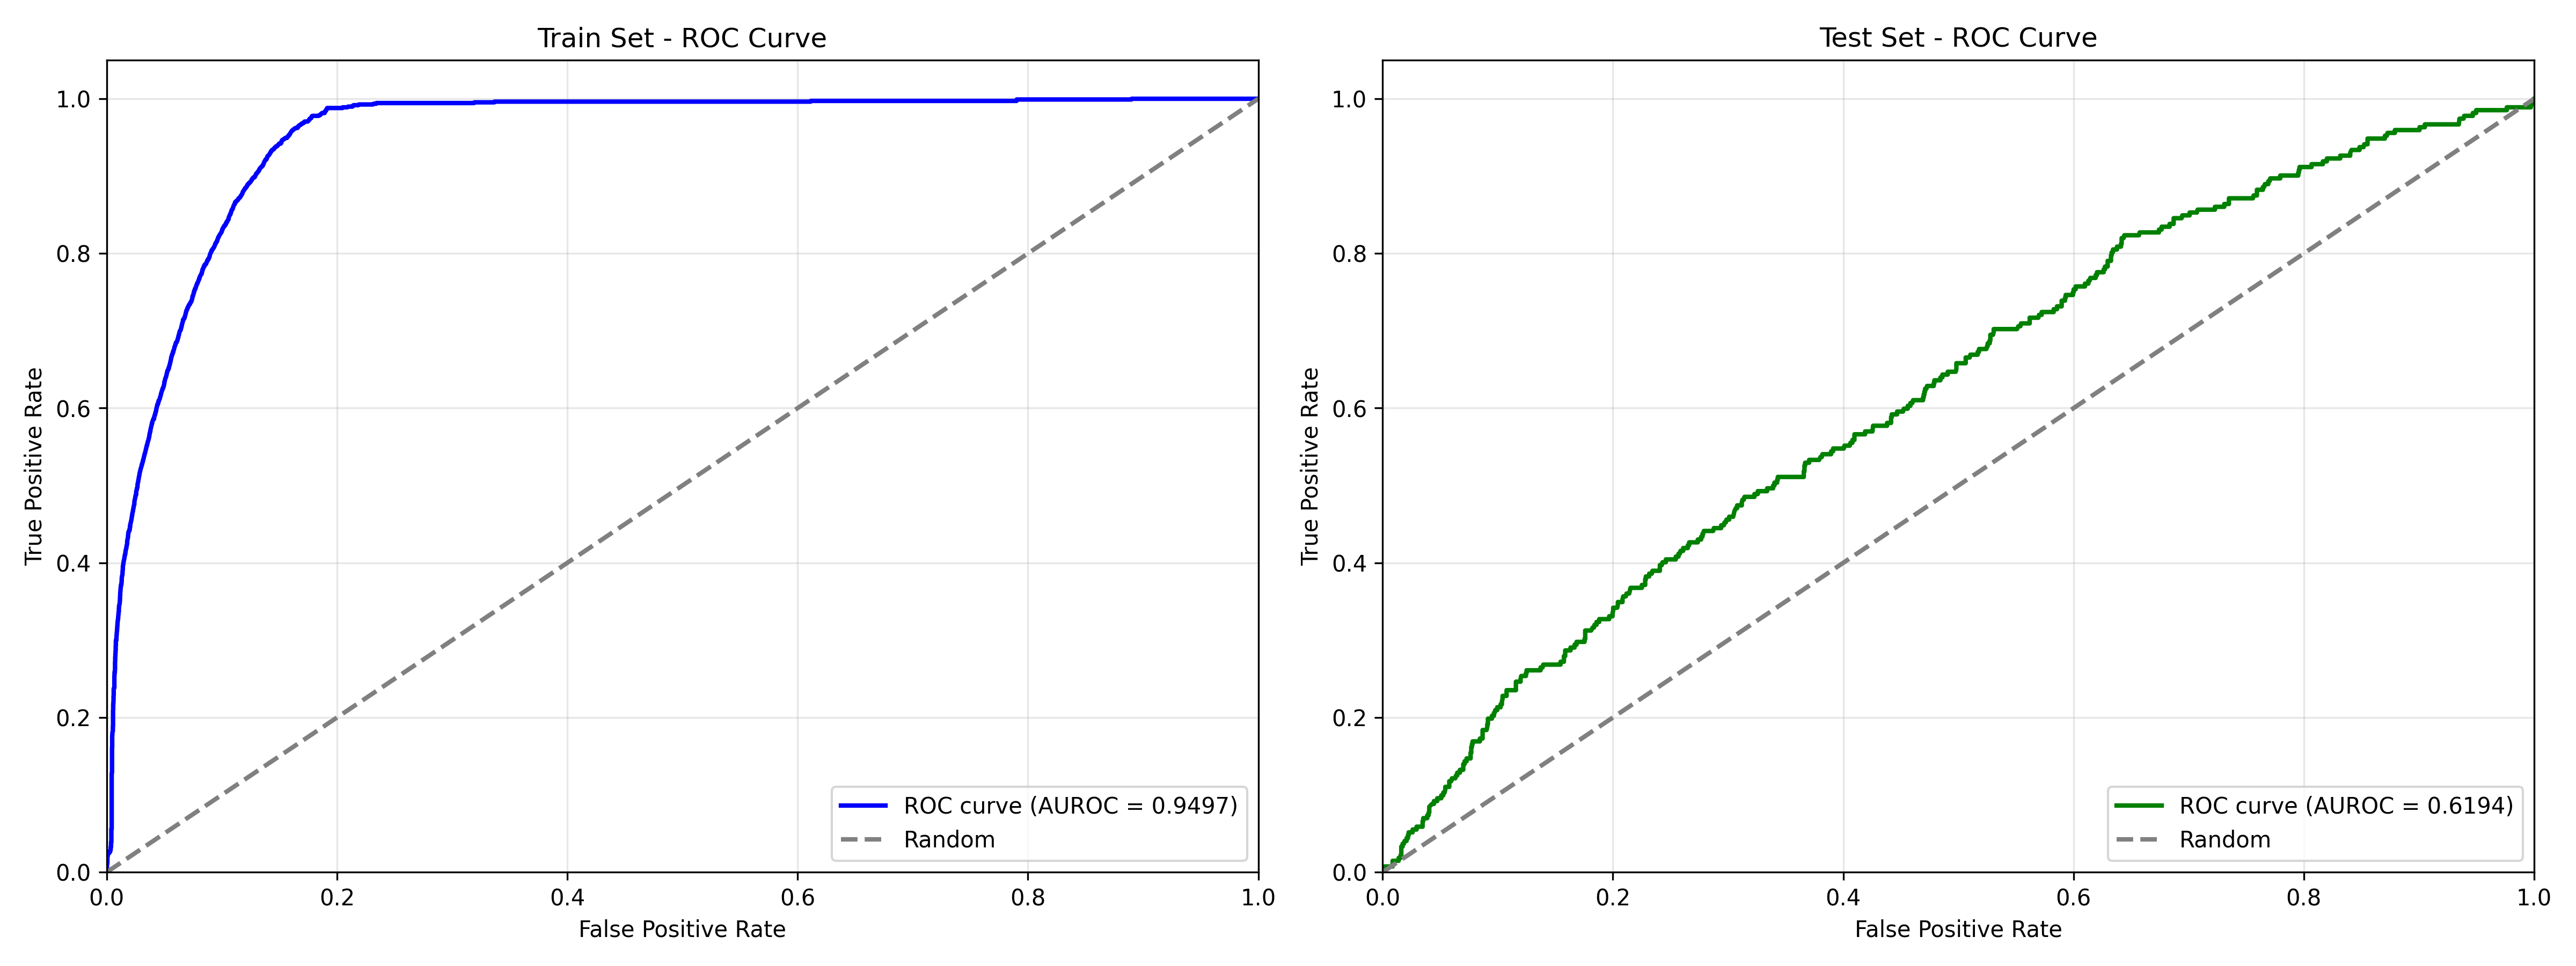 Train Set - ROC Curve
True Positive Rate
1.0
0.8
0.6
0.4
0.2
0.0
0.0 0.2 0.4 0.6 0.8 1.0
False Positive Rate
ROC curve (AUROC = 0.9497)
Random
Test Set - ROC Curve
True Positive Rate
1.0
0.8
0.6
0.4
0.2
0.0
0.0 0.2 0.4 0.6 0.8 1.0
False Positive Rate
ROC curve (AUROC = 0.6194)
Random